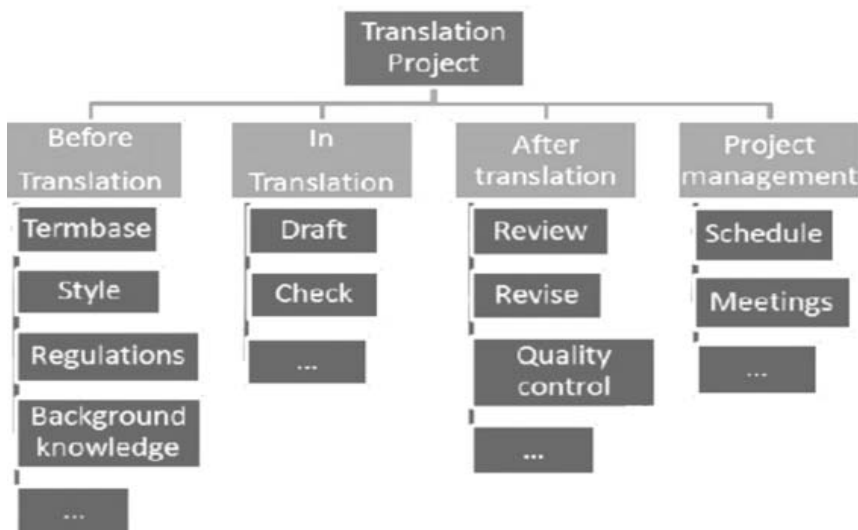 Translation
Project
Before
Translation
Termbase
Style
Regulations
Background
knowledge
...
In
Translation
Draft
Check
...
After
translation
Review
Revise
Quality
control
...
Project
management
Schedule
Meetings
...